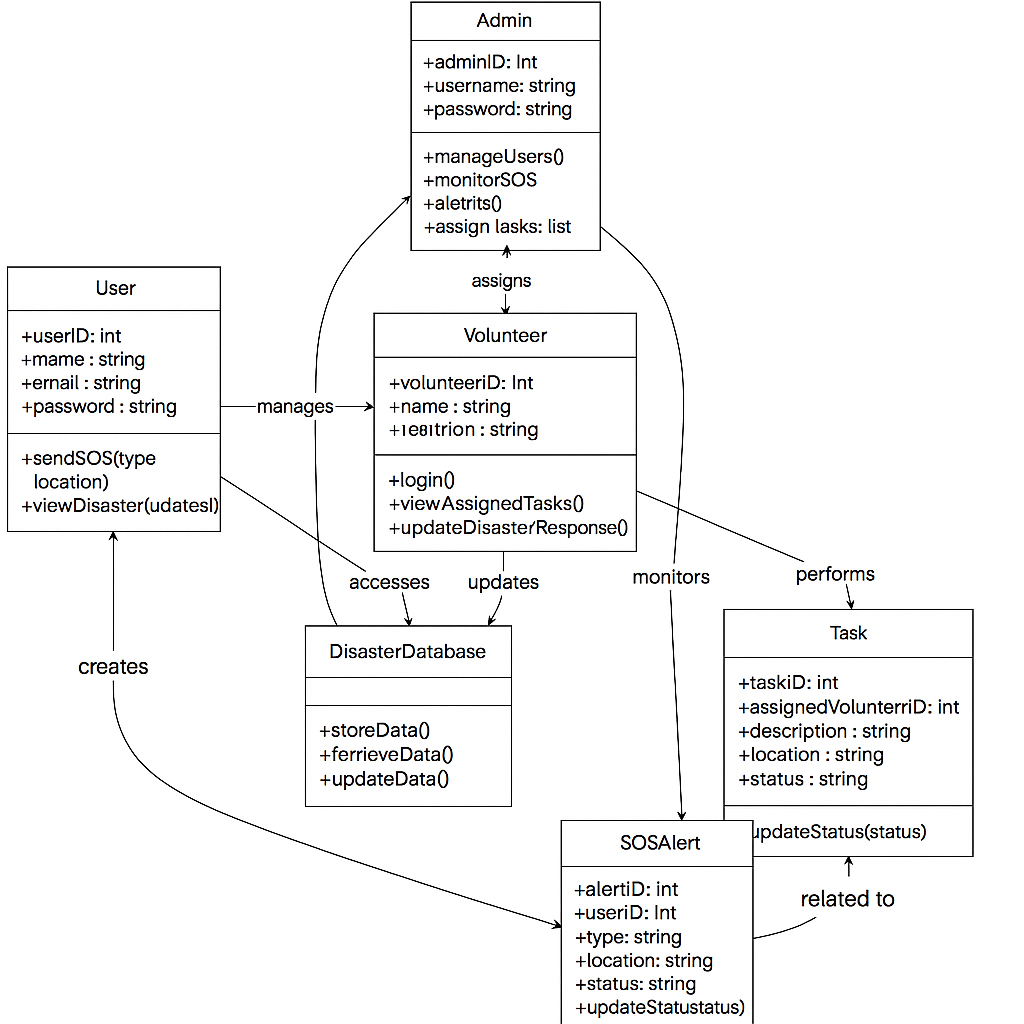 Admin
+adminID: Int
+username: string
+password: string
+manageUsers()
+monitorSOS
+aletrits()
+assign lasks: list
assigns
User
+userID: int
+mame : string
+ernail : string
+password : string
+sendSOS(type
location)
+viewDisaster(udatesl)
manages
Volunteer
+volunteeriD: Int
+name : string
: string
+login()
+viewAssignedTasks()
+updateDisasterResponse()
accesses
updates
monitors
performs
creates
DisasterDatabase
+storeData()
+ferrieveData()
+updateData()
Task
+taskiD: int
+assignedVolunterriD: int
+description : string
+location : string
+status : string
updateStatus(status)
related to
SOSAlert
+alertiD: int
+useriD: Int
+type: string
+location: string
+status: string
+updateStatustatus)